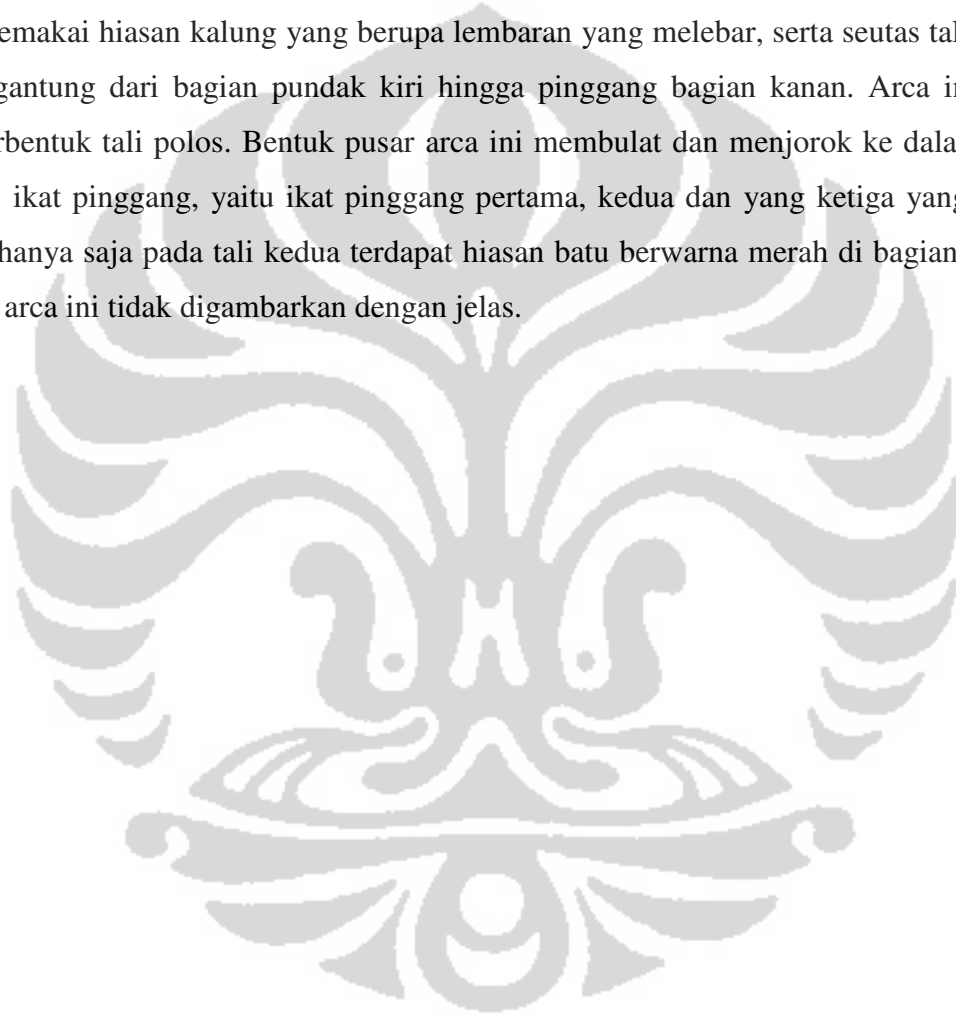 emakai hiasan kalung yang berupa lembaran yang melebar, serta seutas tal
gantung dari bagian pundak kiri hingga pinggang bagian kanan. Arca in
rbentuk tali polos. Bentuk pusar arca ini membulat dan menjorok ke dala
ikat pinggang, yaitu ikat pinggang pertama, kedua dan yang ketiga yang
hanya saja pada tali kedua terdapat hiasan batu berwarna merah di bagian
arca ini tidak digambarkan dengan jelas.